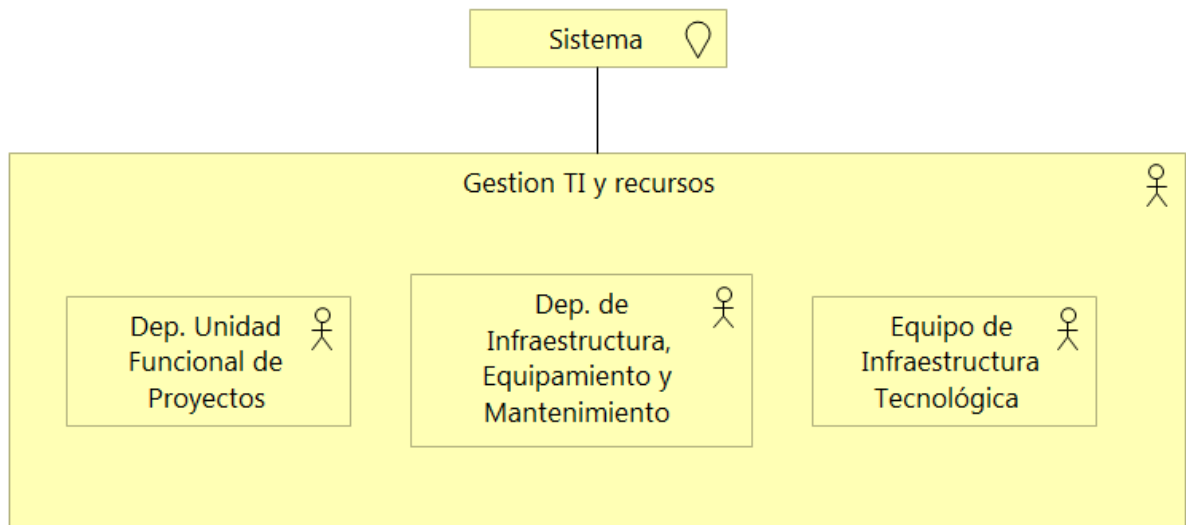 Sistema
Gestion TI y recursos
Dep. Unidad
Funcional de
Proyectos
Dep. de
Infraestructura,
Equipamiento y
Mantenimiento
Equipo de
Infraestructura
Tecnológica